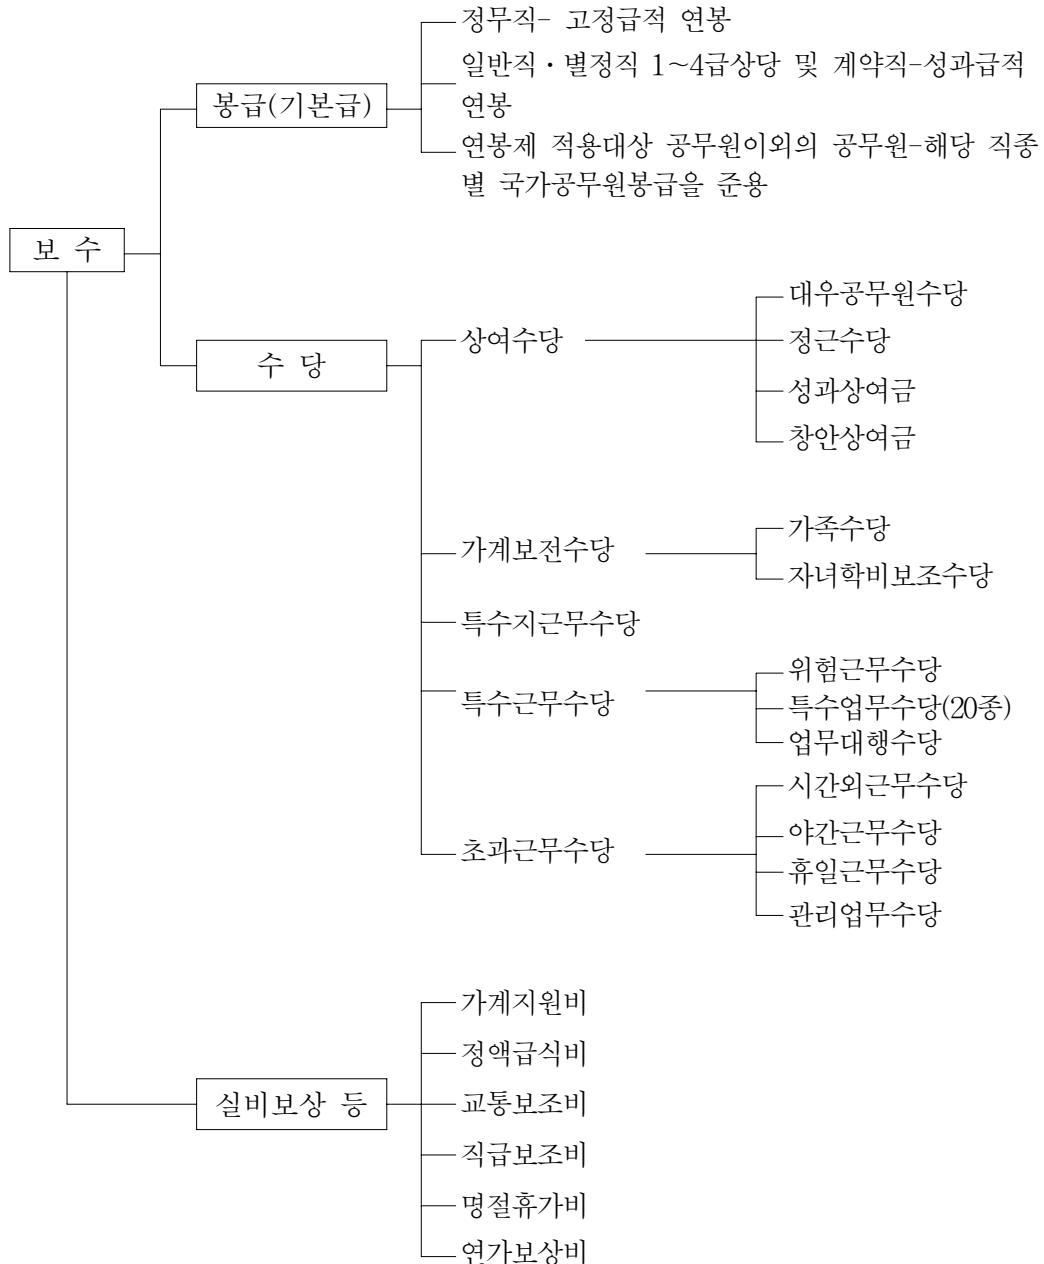 정무직- 고정급적 연봉
일반직·별정직 1~4급상당 및 계약직-성과급적
연봉
봉급(기본급)
연봉제 적용대상 공무원이외의 공무원-해당 직종
별 국가공무원봉급을 준용
보 수
수 당
상여수당
대우공무원수당
정근수당
성과상여금
창안상여금
가계보전수당
가족수당
자녀학비보조수당
특수지근무수당
특수근무수당
위험근무수당
특수업무수당(20종)
업무대행수당
초과근무수당
시간외근무수당
야간근무수당
휴일근무수당
관리업무수당
실비보상 등
가계지원비
정액급식비
교통보조비
직급보조비
명절휴가비
연가보상비